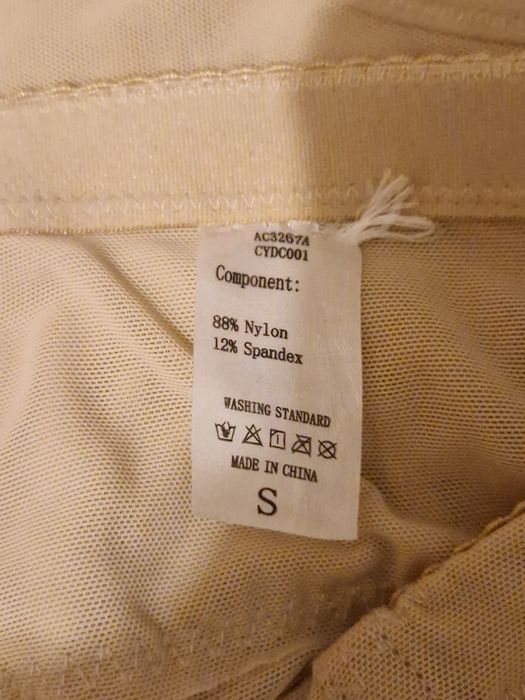 AC3267A
CYDC001
Component:
88% Nylon
12% Spandex
WASHING STANDARD
MADE IN CHINA
S